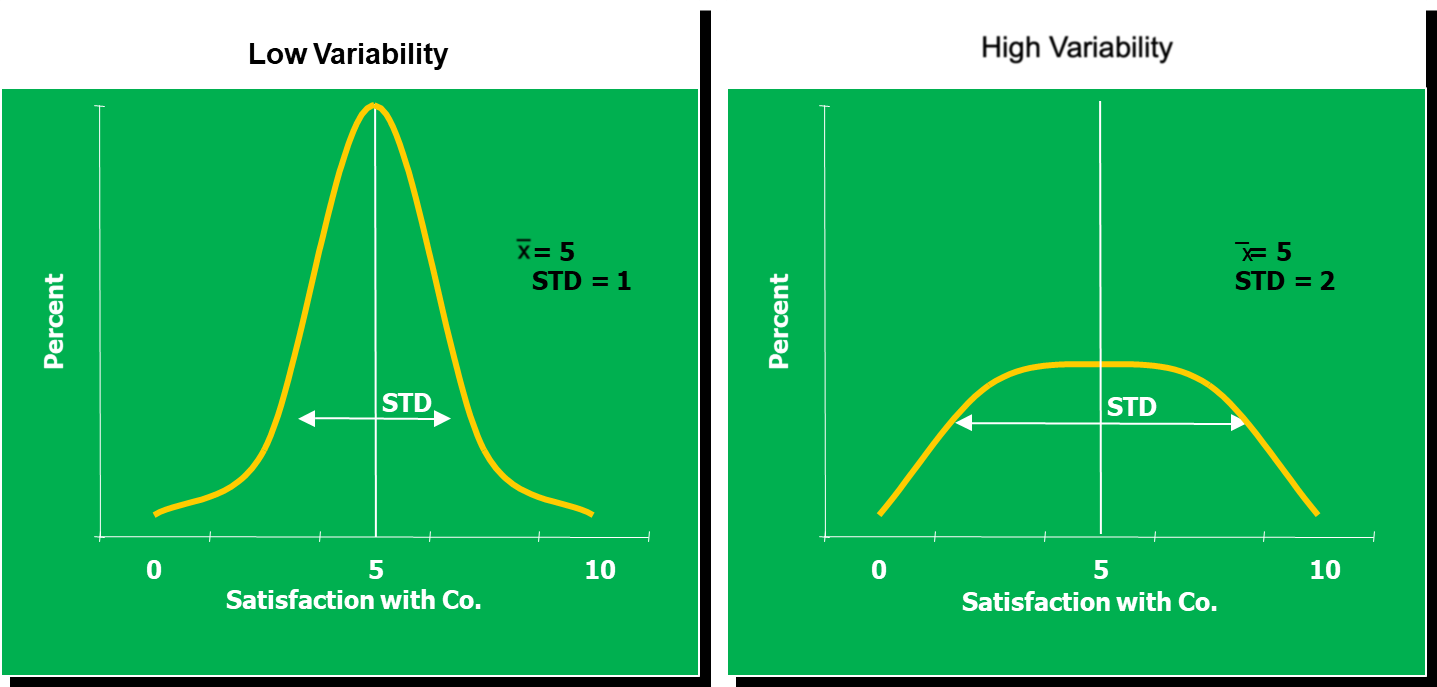 Low Variability
Percent
x̅ = 5
STD = 1
STD
0 5 10
Satisfaction with Co.
High Variability
Percent
x̅= 5
STD = 2
STD
0 5 10
Satisfaction with Co.